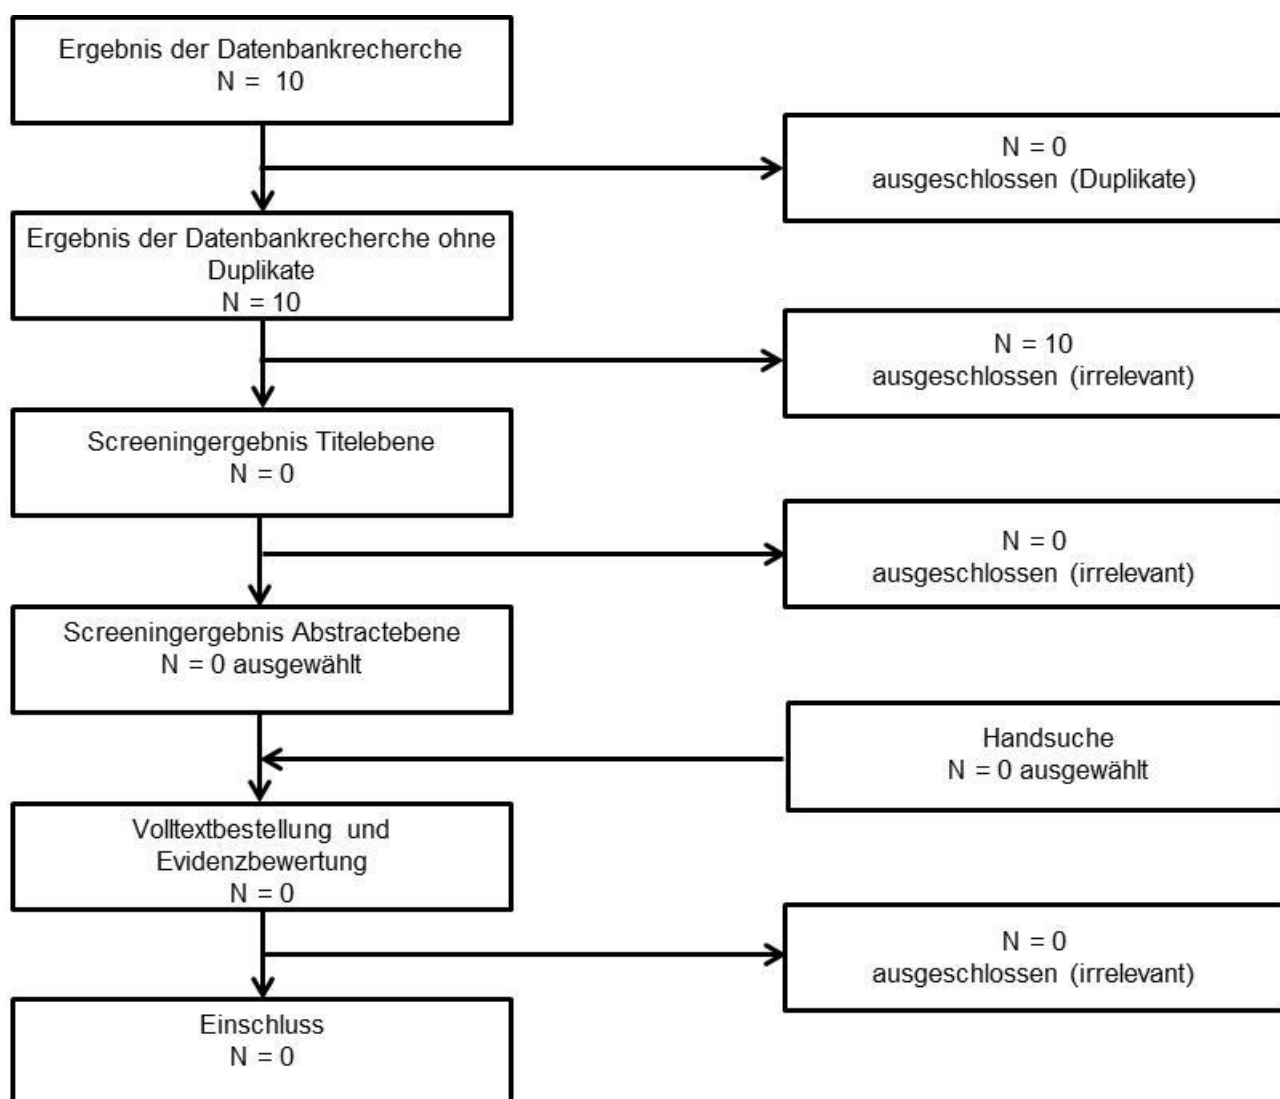 Ergebnis der Datenbankrecherche
N = 10
N = 0
ausgeschlossen (Duplikate)
Ergebnis der Datenbankrecherche ohne
Duplikate
N = 10
N = 10
ausgeschlossen (irrelevant)
Screeningergebnis Titelebene
N = 0
N = 0
ausgeschlossen (irrelevant)
Screeningergebnis Abstractebene
N = 0 ausgewählt
Handsuche
N = 0 ausgewählt
Volltextbestellung und
Evidenzbewertung
N = 0
N = 0
ausgeschlossen (irrelevant)
Einschluss
N = 0